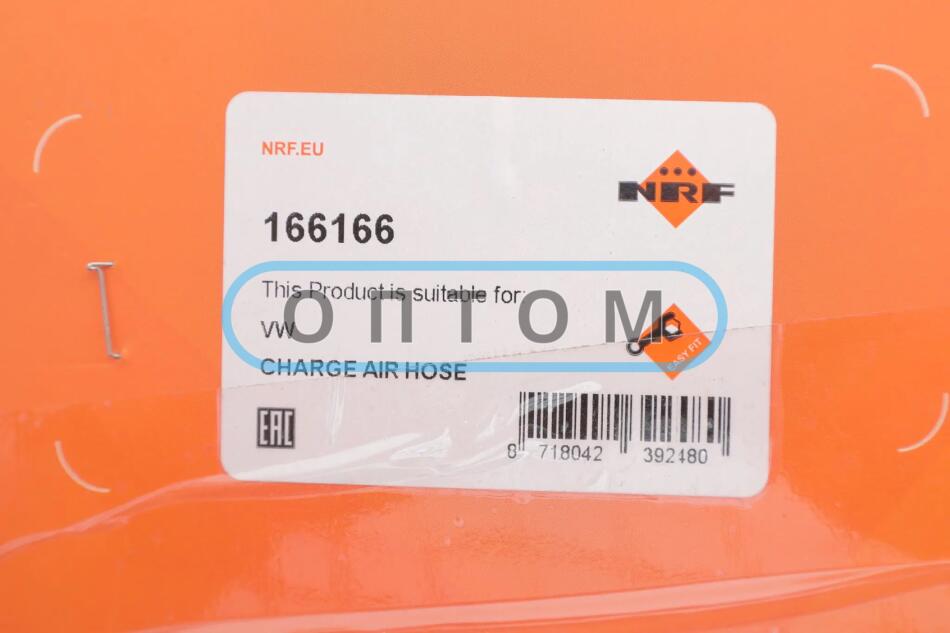 NRF.EU
NRF
166166
This Product is suitable for:
ОПТОМ
VW
EASY FIT
CHARGE AIR HOSE
EAC
8 718042 392480